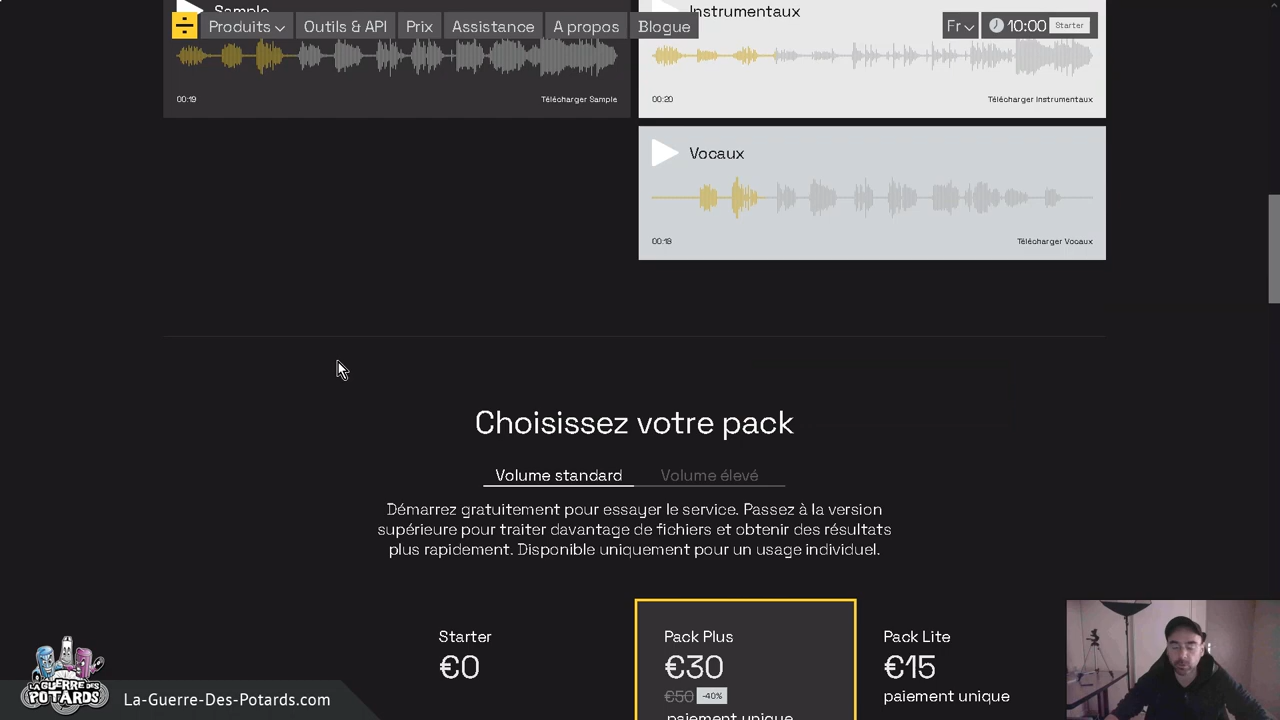 Sample
Instrumentaux
Produits
Outils & API
Prix
Assistance
A propos
Blogue
Fr
10:00
Starter
00:19
Télécharger Sample
00:20
Télécharger Instrumentaux
Vocaux
00:18
Télécharger Vocaux
Choisissez votre pack
Volume standard
Volume élevé
Démarrez gratuitement pour essayer le service. Passez à la version
supérieure pour traiter davantage de fichiers et obtenir des résultats
plus rapidement. Disponible uniquement pour un usage individuel.
Starter
€0
Pack Plus
€30
€50 -40%
paiement unique
Pack Lite
€15
paiement unique
LA GUERRE DES
POTARDS
La-Guerre-Des-Potards.com